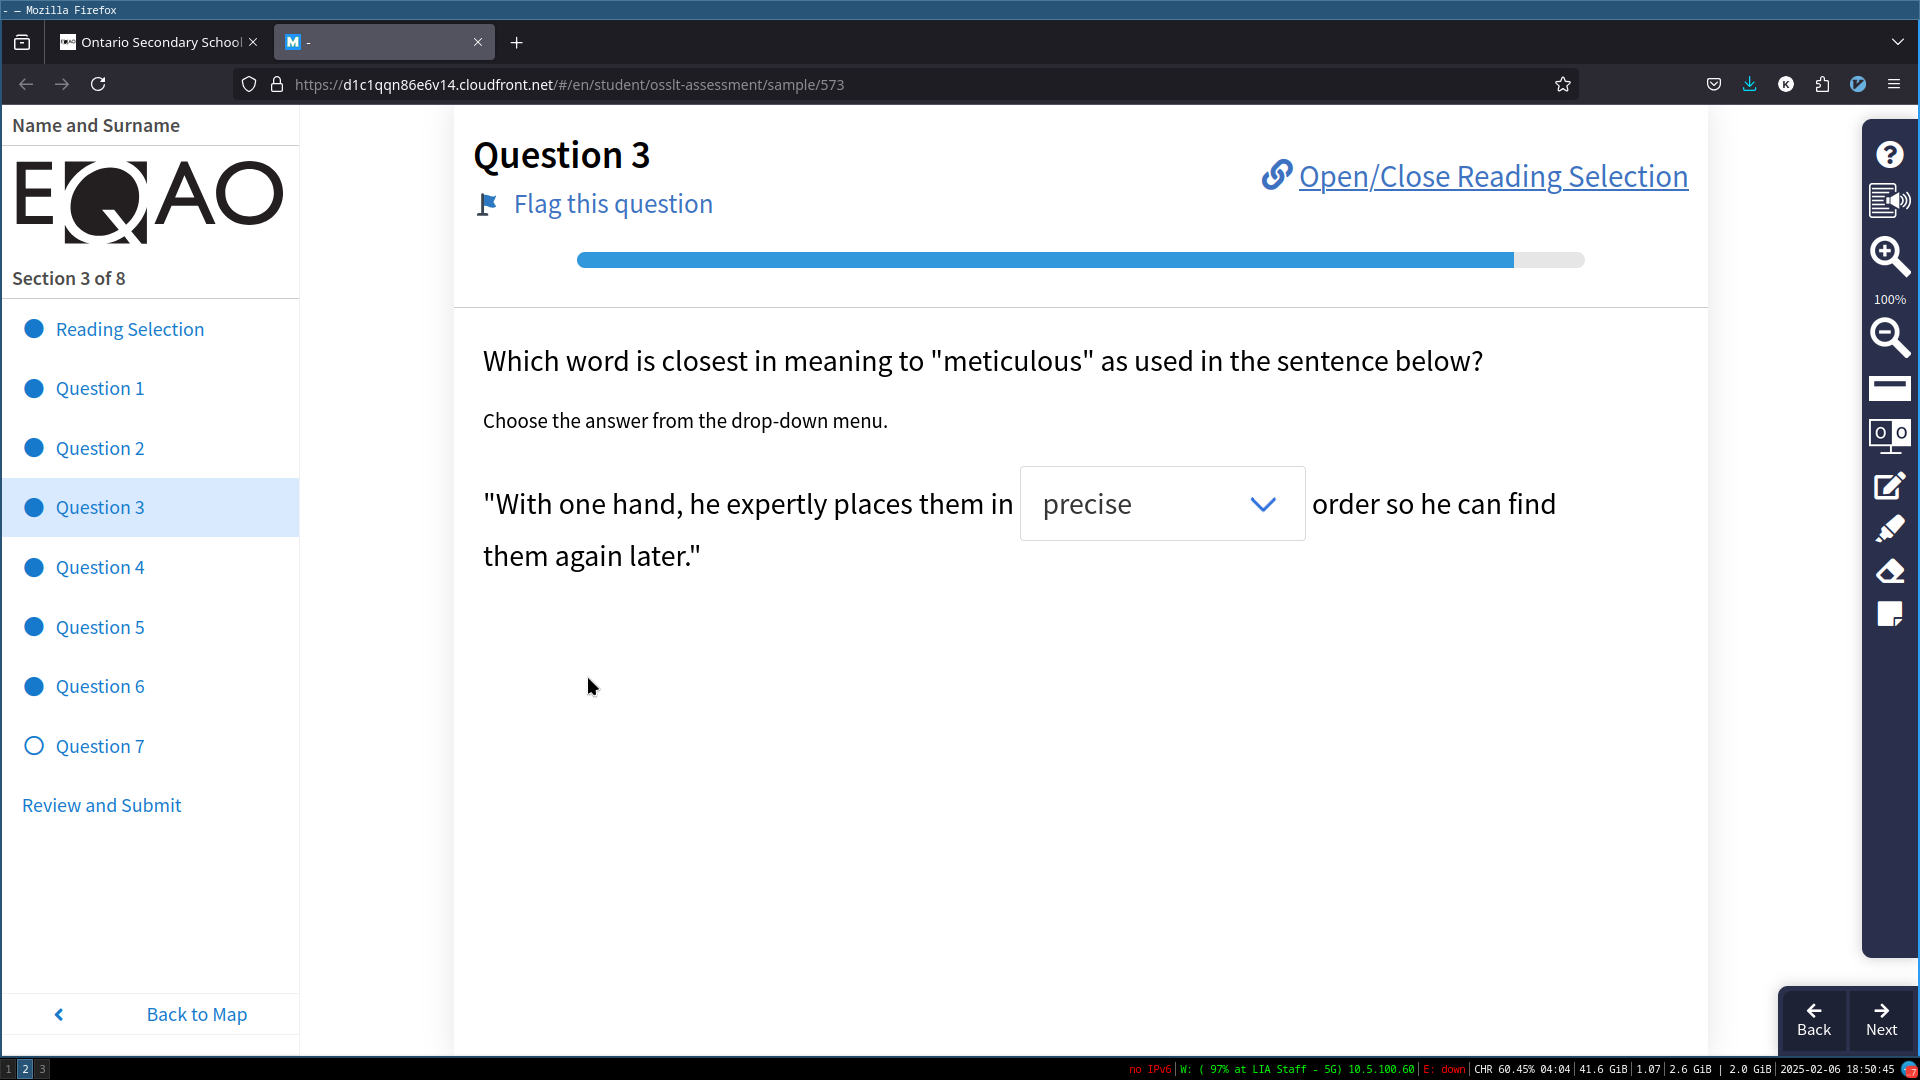 - — Mozilla Firefox
Ontario Secondary School
M -
https://d1c1qqn86e6v14.cloudfront.net/#/en/student/osslt-assessment/sample/573
Name and Surname
EQAO
Section 3 of 8
Reading Selection
Question 1
Question 2
Question 3
Question 4
Question 5
Question 6
Question 7
Review and Submit
Back to Map
Question 3
Flag this question
Open/Close Reading Selection
Which word is closest in meaning to "meticulous" as used in the sentence below?
Choose the answer from the drop-down menu.
"With one hand, he expertly places them in precise order so he can find
them again later."
100%
Back
Next
1 2 3
no IPv6 | W: ( 97% at LIA Staff - 5G) 10.5.100.60 | E: down | CHR 60.45% 04:04 | 41.6 GiB | 1.07 | 2.6 GiB | 2.0 GiB | 2025-02-06 18:50:45